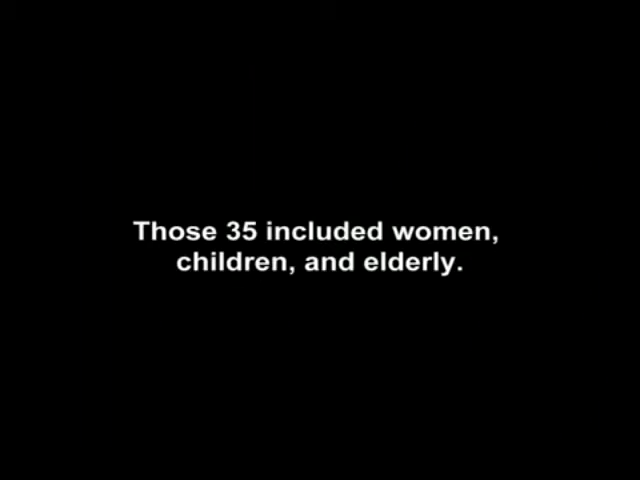 Those 35 included women,
children, and elderly.